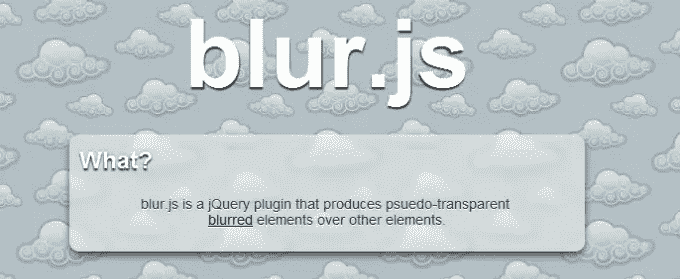 blur.js
What?
blur.js is a jQuery plugin that produces psuedo-transparent
blurred elements over other elements.